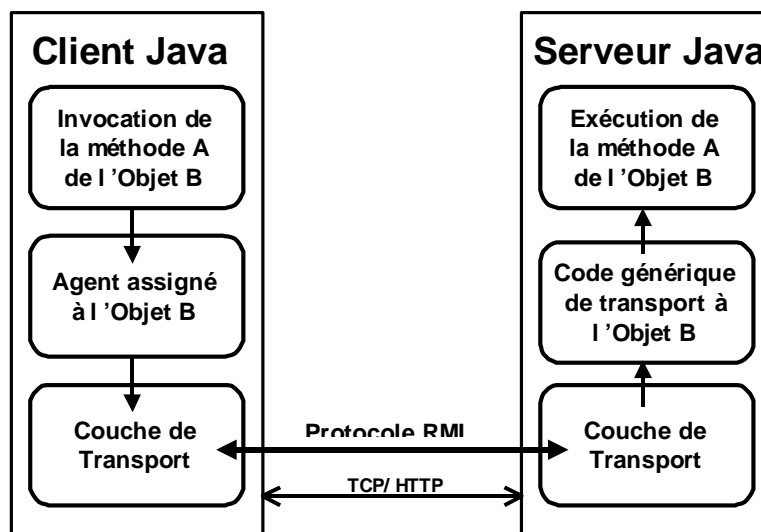 Client Java
Invocation de
la méthode A
de l ’Objet B
Agent assigné
à l ’Objet B
Couche de
Transport
Protocole RMI
TCP/ HTTP
Serveur Java
Exécution de
la méthode A
de l ’Objet B
Code générique
de transport à
l ’Objet B
Couche de
Transport